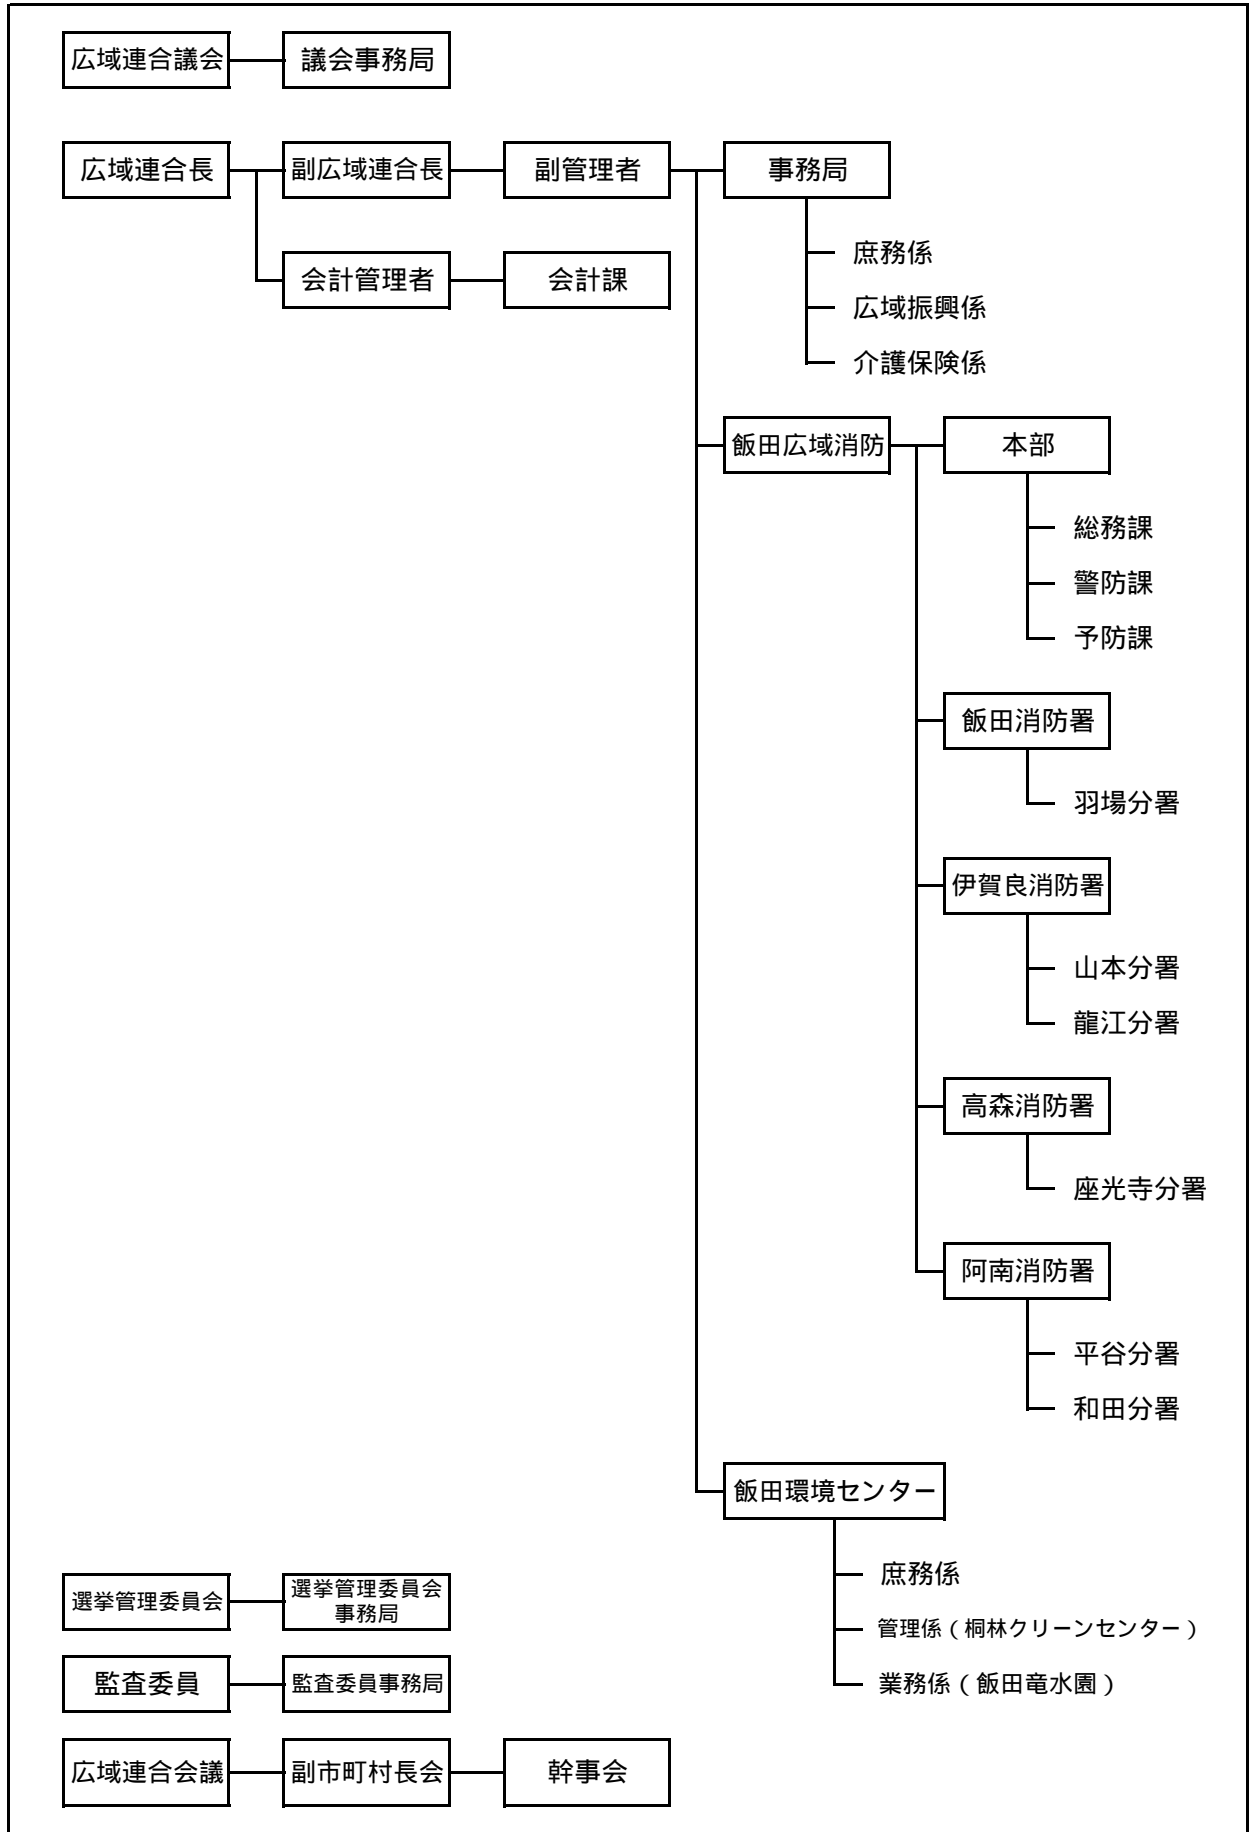 広域連合議会
議会事務局
広域連合長
副広域連合長
副管理者
事務局
庶務係
広域振興係
介護保険係
会計管理者
会計課
飯田広域消防
本部
総務課
警防課
予防課
飯田消防署
羽場分署
伊賀良消防署
山本分署
龍江分署
高森消防署
座光寺分署
阿南消防署
平谷分署
和田分署
飯田環境センター
庶務係
管理係（桐林クリーンセンター）
業務係（飯田竜水園）
選挙管理委員会
選挙管理委員会
事務局
監査委員
監査委員事務局
広域連合会議
副市町村長会
幹事会